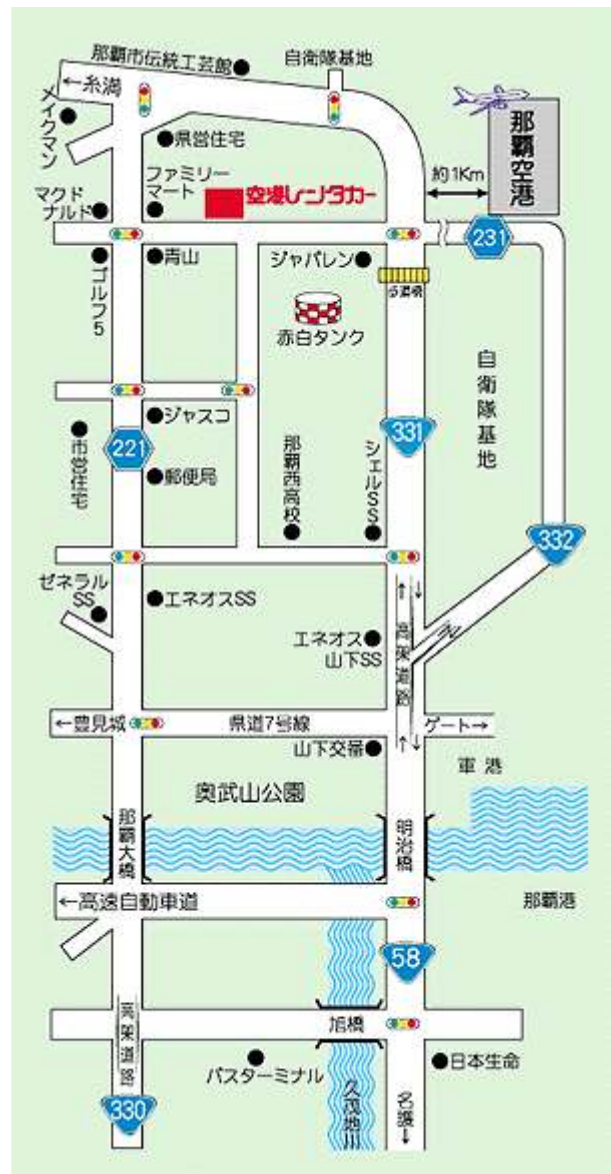 那覇市伝統工芸館
自衛隊基地
←糸満
メイクマン
県営住宅
那覇空港
約1Km
ファミリー
マート
空港レンタカー
マクド
ナルド
231
青山
ジャパレン
ゴルフ5
歩道橋
赤白タンク
自衛隊基地
ジャスコ
331
市営住宅
221
郵便局
那覇西高校
シェルSS
332
ゼネラル
SS
エネオスSS
エネオス
山下SS
高架道路
←豊見城
県道7号線
ゲート→
山下交番
軍港
奥武山公園
那覇大橋
明治橋
←高速自動車道
那覇港
58
高架道路
旭橋
バスターミナル
日本生命
久茂地川
名護→
330